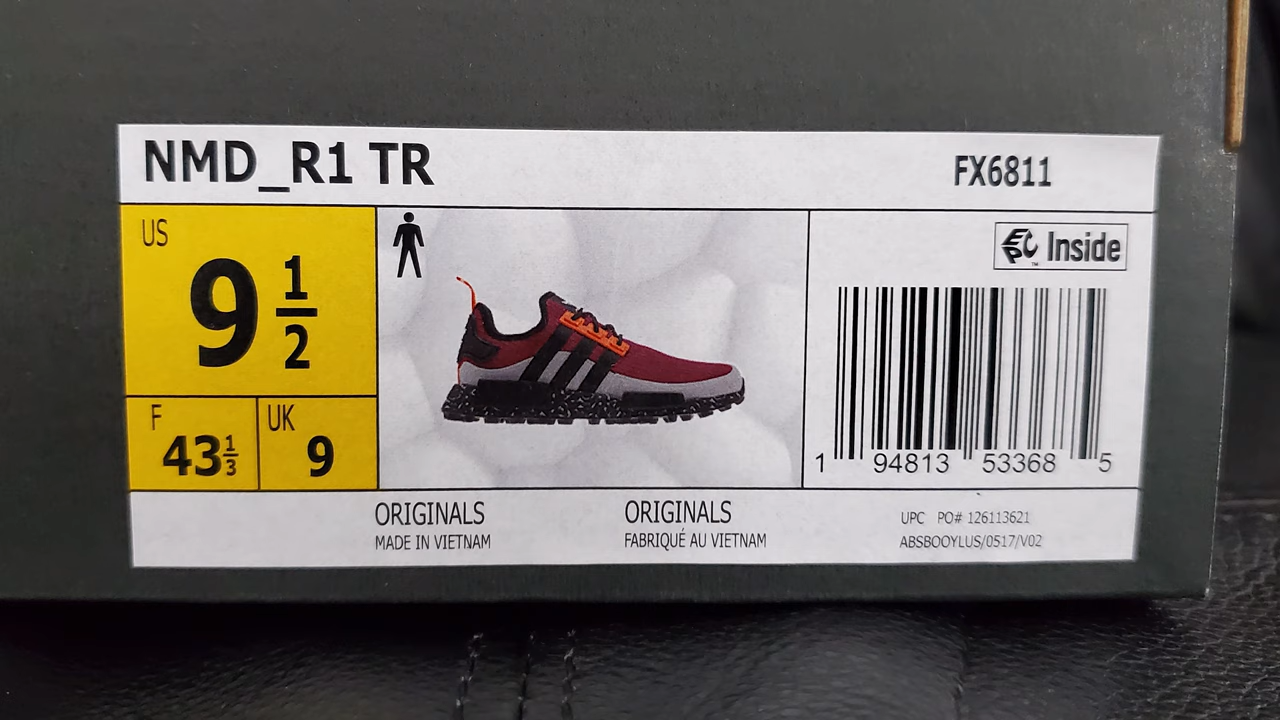 NMD_R1 TR
FX6811
US
9 1/2
F
43 1/3
UK
9
EPC Inside
1 94813 53368 5
ORIGINALS
MADE IN VIETNAM
ORIGINALS
FABRIQUÉ AU VIETNAM
UPC PO# 126113621
ABSBOOYLUS/0517/V02